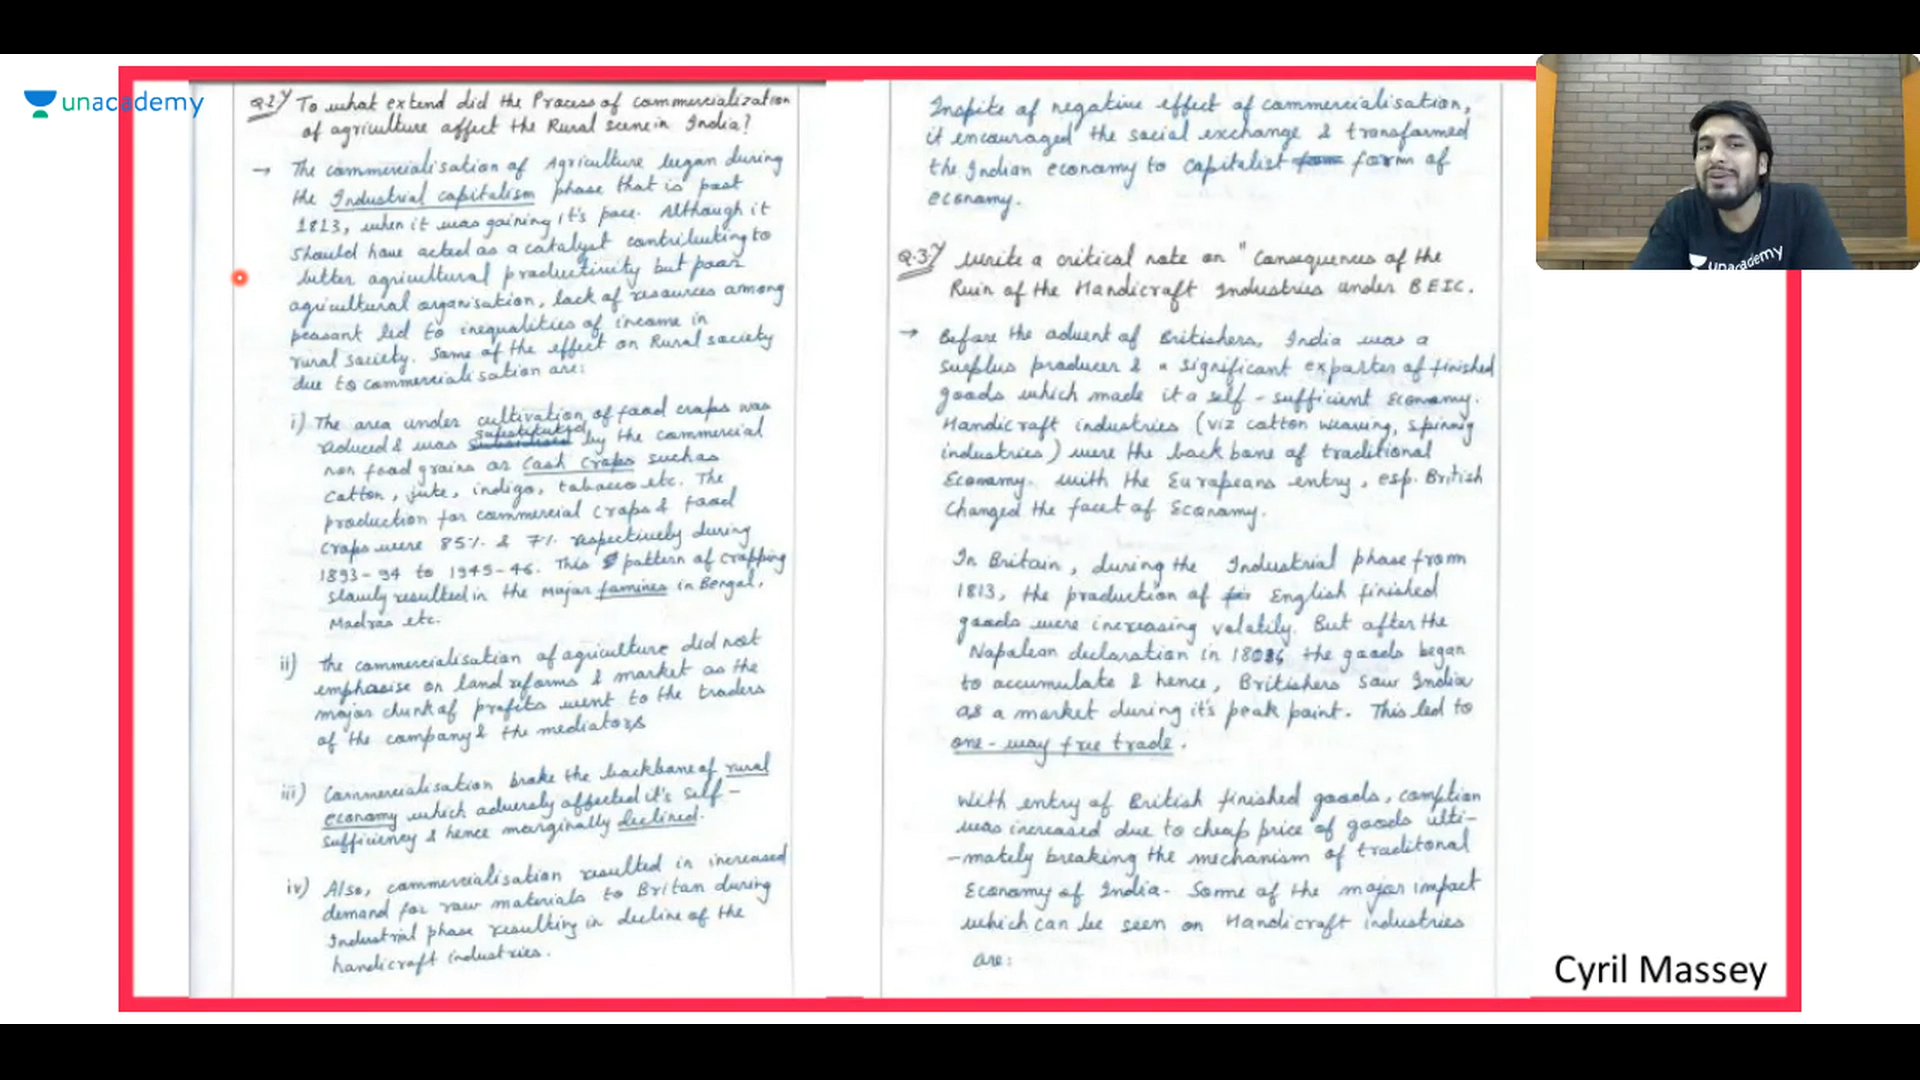 unacademy
Q.2) To what extend did the Process of commercialization
of agriculture affect the Rural scene in India?
→ The commercialisation of Agriculture began during
the Industrial capitalism phase that is post
1813, when it was gaining it's pace. Although it
should have acted as a catalyst contributing to
better agricultural productivity but poor
agricultural organisation, lack of resources among
peasant led to inequalities of income in
rural society. Some of the effect on Rural society
due to commercialisation are:
i) The area under cultivation of food crops was
reduced & was substituted by the commercial
non food grains or Cash Crops such as
Cotton, jute, indigo, tobacco etc. The
production for commercial crops & food
crops were 85% & 7% respectively during
1893-94 to 1945-46. This pattern of cropping
slowly resulted in the major famines in Bengal,
Madras etc.
ii) The commercialisation of agriculture did not
emphasise on land reforms & market as the
major chunk of profits went to the traders
of the company & the mediators
iii) Commercialisation broke the backbone of rural
economy which adversly affected it's self-
sufficiency & hence marginally declined.
iv) Also, commercialisation resulted in increased
demand for raw materials to Britan during
Industrial phase resulting in decline of the
handicraft industries.
Inspite of negative effect of commercialisation,
it encouraged the social exchange & transformed
the Indian economy to capitalist form of
economy.
Q.3) Write a critical note on "Consequences of the
Ruin of the Handicraft Industries under BEIC.
→ Before the advent of Britishers, India was a
surplus producer & a significant exporter of finished
goods which made it a self-sufficient Economy.
Handicraft industries (viz cotton weaving, spinnig
industries) were the back bone of traditional
Economy. with the Europeans entry, esp. British
Changed the facet of Economy.
In Britain, during the Industrial phase from
1813, the production of English finished
goods were increasing volatily. But after the
Napolean declaration in 1806 the goods began
to accumulate & hence, Britishers saw India
as a market during it's peak point. This led to
one-way free trade.
With entry of British finished goods, comption
was increased due to cheap price of goods ulti-
-mately breaking the mechanism of traditonal
Economy of India. Some of the major impact
which can be seen on Handicraft industries
are:
unacademy
Cyril Massey